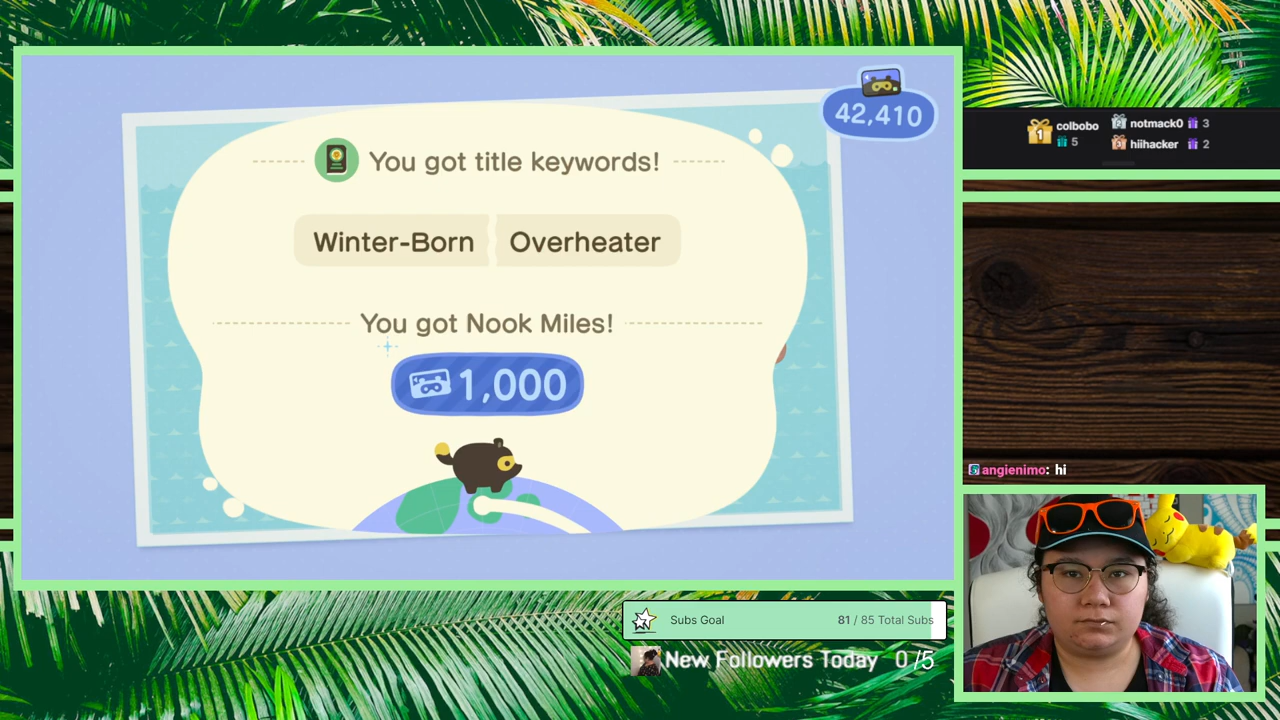 42,410
You got title keywords!
Winter-Born Overheater
You got Nook Miles!
1,000
1 colbobo
5
notmack0 3
hiihacker 2
angienimo: hi
Subs Goal 81 / 85 Total Subs
New Followers Today 0 /5